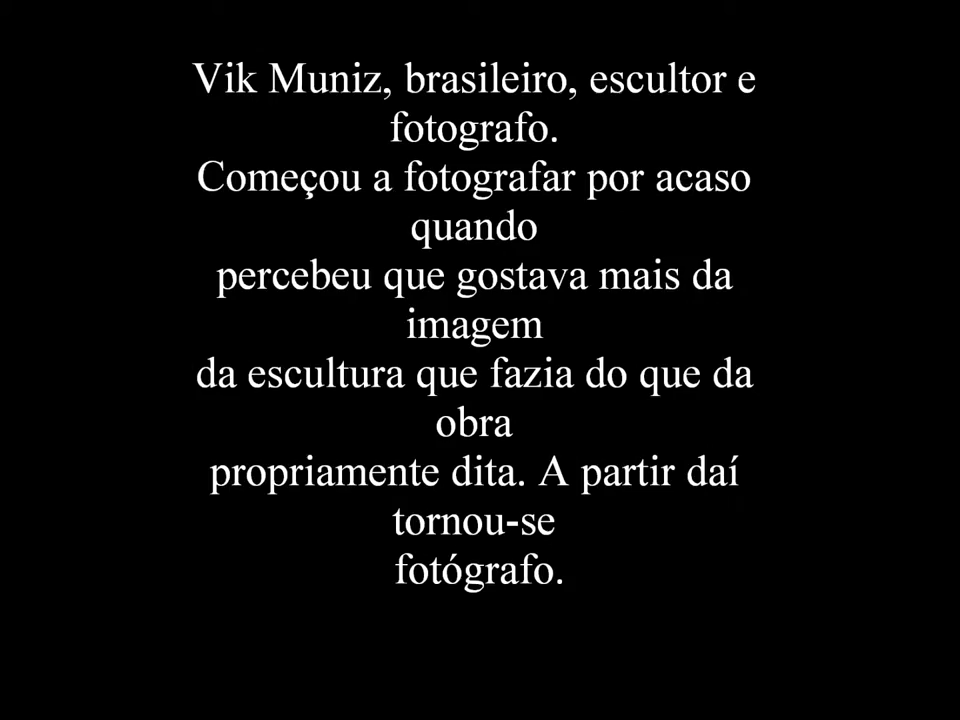 Vik Muniz, brasileiro, escultor e
fotografo.
Começou a fotografar por acaso
quando
percebeu que gostava mais da
imagem
da escultura que fazia do que da
obra
propriamente dita. A partir daí
tornou-se
fotógrafo.